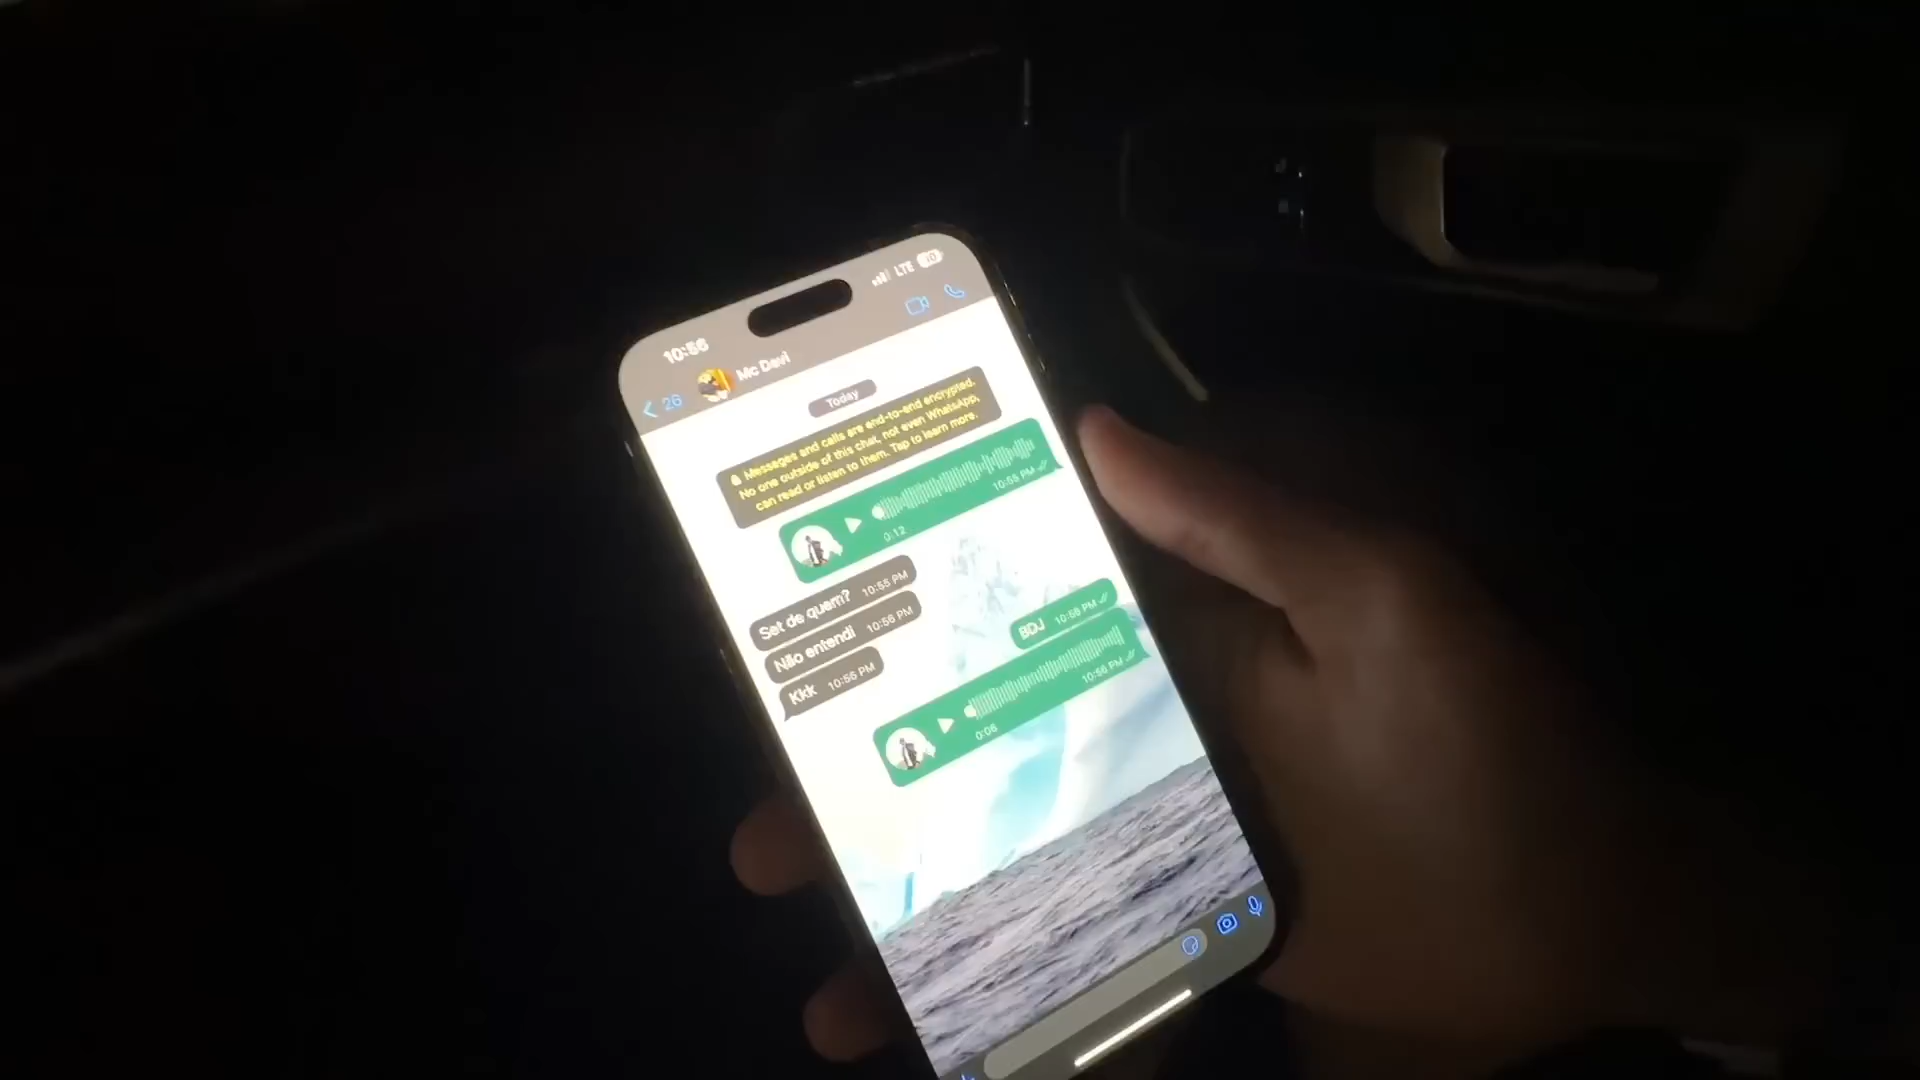 10:56
LTE
26
Mc Davi
Today
Messages and calls are end-to-end encrypted.
No one outside of this chat, not even WhatsApp,
can read or listen to them. Tap to learn more.
0:12
10:55 PM
Set de quem? 10:55 PM
Não entendi 10:56 PM
Kkk 10:56 PM
BDJ 10:56 PM
0:06
10:56 PM